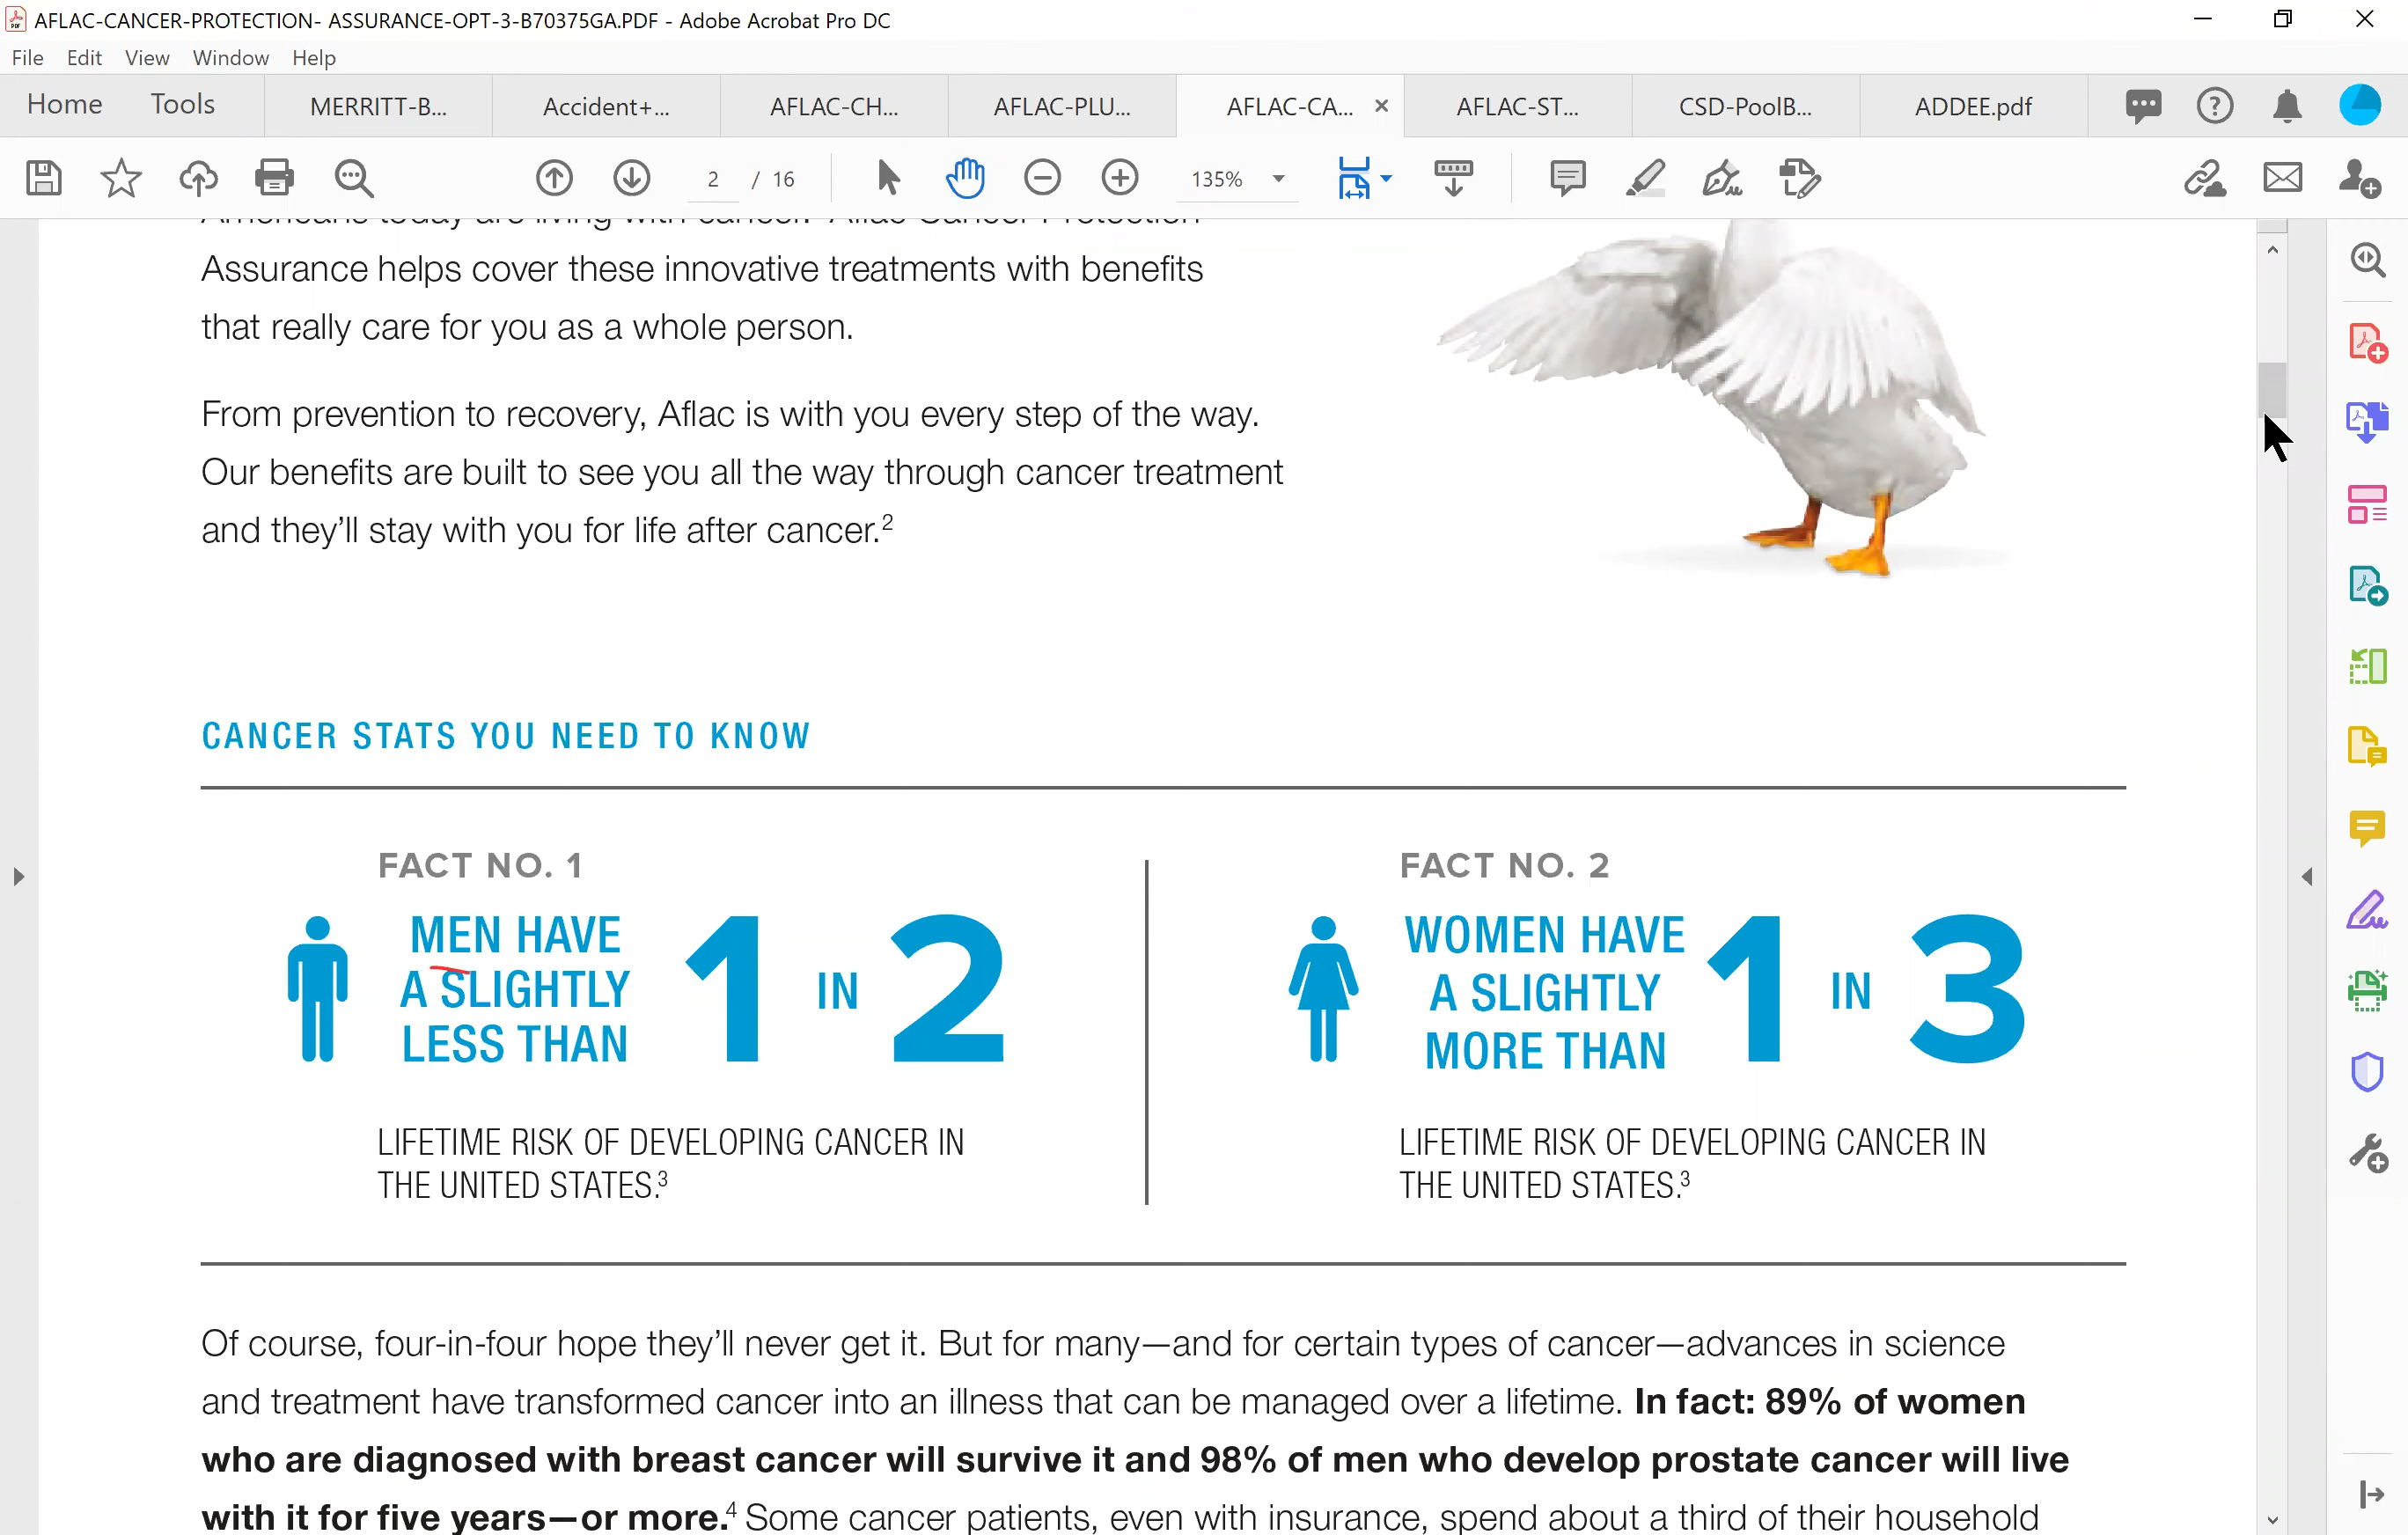 AFLAC-CANCER-PROTECTION- ASSURANCE-OPT-3-B70375GA.PDF - Adobe Acrobat Pro DC
File Edit View Window Help
Home Tools MERRITT-B... Accident+... AFLAC-CH... AFLAC-PLU... AFLAC-CA... AFLAC-ST... CSD-PoolB... ADDEE.pdf
2 / 16 135%
Americans today are living with cancer. Aflac Cancer Protection
Assurance helps cover these innovative treatments with benefits
that really care for you as a whole person.
From prevention to recovery, Aflac is with you every step of the way.
Our benefits are built to see you all the way through cancer treatment
and they’ll stay with you for life after cancer.2
CANCER STATS YOU NEED TO KNOW
FACT NO. 1
MEN HAVE
A SLIGHTLY
LESS THAN
1 IN 2
LIFETIME RISK OF DEVELOPING CANCER IN
THE UNITED STATES.3
FACT NO. 2
WOMEN HAVE
A SLIGHTLY
MORE THAN
1 IN 3
LIFETIME RISK OF DEVELOPING CANCER IN
THE UNITED STATES.3
Of course, four-in-four hope they’ll never get it. But for many—and for certain types of cancer—advances in science
and treatment have transformed cancer into an illness that can be managed over a lifetime. In fact: 89% of women
who are diagnosed with breast cancer will survive it and 98% of men who develop prostate cancer will live
with it for five years—or more.4 Some cancer patients, even with insurance, spend about a third of their household